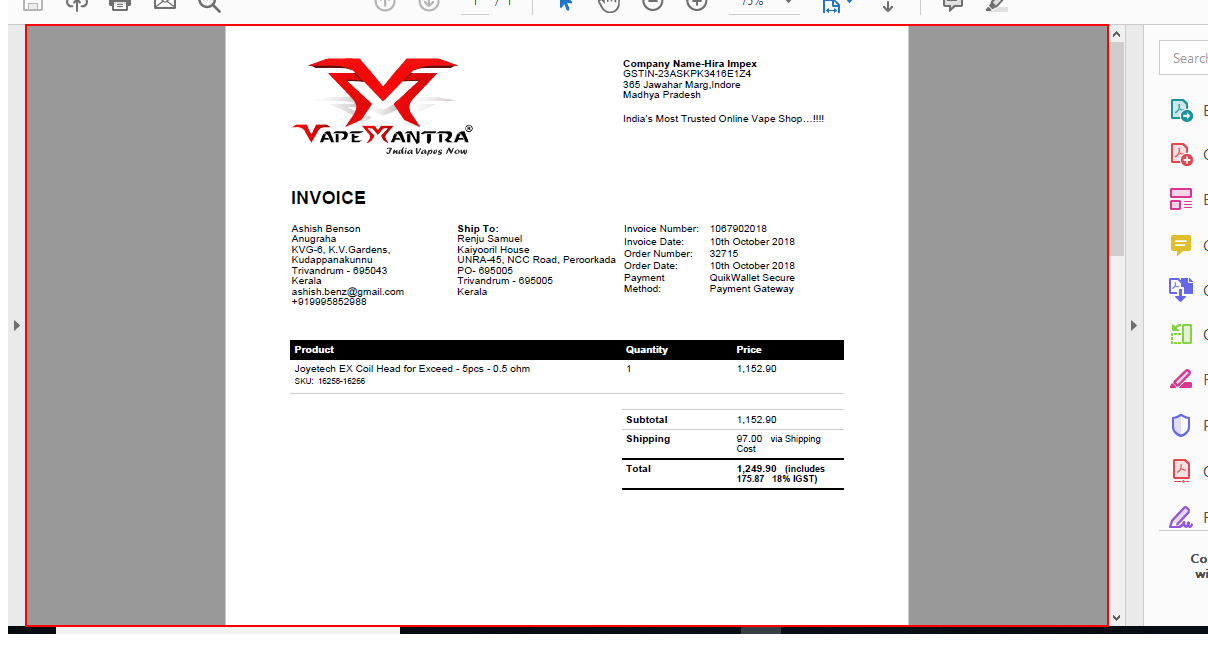 1 / 1
75%
Search
VAPE MANTRA®
India Vapes Now
Company Name-Hira Impex
GSTIN-23ASKPK3416E1Z4
365 Jawahar Marg,Indore
Madhya Pradesh
India's Most Trusted Online Vape Shop...!!!!
INVOICE
Ashish Benson
Anugraha
KVG-6, K.V.Gardens,
Kudappanakunnu
Trivandrum - 695043
Kerala
ashish.benz@gmail.com
+919995852988
Ship To:
Renju Samuel
Kaiyooril House
UNRA-45, NCC Road, Peroorkada
PO- 695005
Trivandrum - 695005
Kerala
Invoice Number: 1067902018
Invoice Date: 10th October 2018
Order Number: 32715
Order Date: 10th October 2018
Payment QuikWallet Secure
Method: Payment Gateway
Product Quantity Price
Joyetech EX Coil Head for Exceed - 5pcs - 0.5 ohm 1 1,152.90
SKU: 16258-16266
Subtotal 1,152.90
Shipping 97.00 via Shipping
Cost
Total 1,249.90 (includes
175.87 18% IGST)